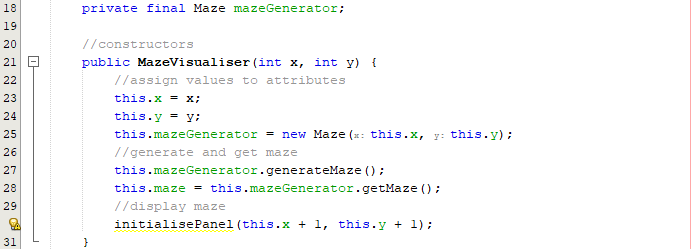 18 private final Maze mazeGenerator;
19
20 //constructors
21 public MazeVisualiser(int x, int y) {
22 //assign values to attributes
23 this.x = x;
24 this.y = y;
25 this.mazeGenerator = new Maze(x: this.x, y: this.y);
26 //generate and get maze
27 this.mazeGenerator.generateMaze();
28 this.maze = this.mazeGenerator.getMaze();
29 //display maze
initialisePanel(this.x + 1, this.y + 1);
31 }